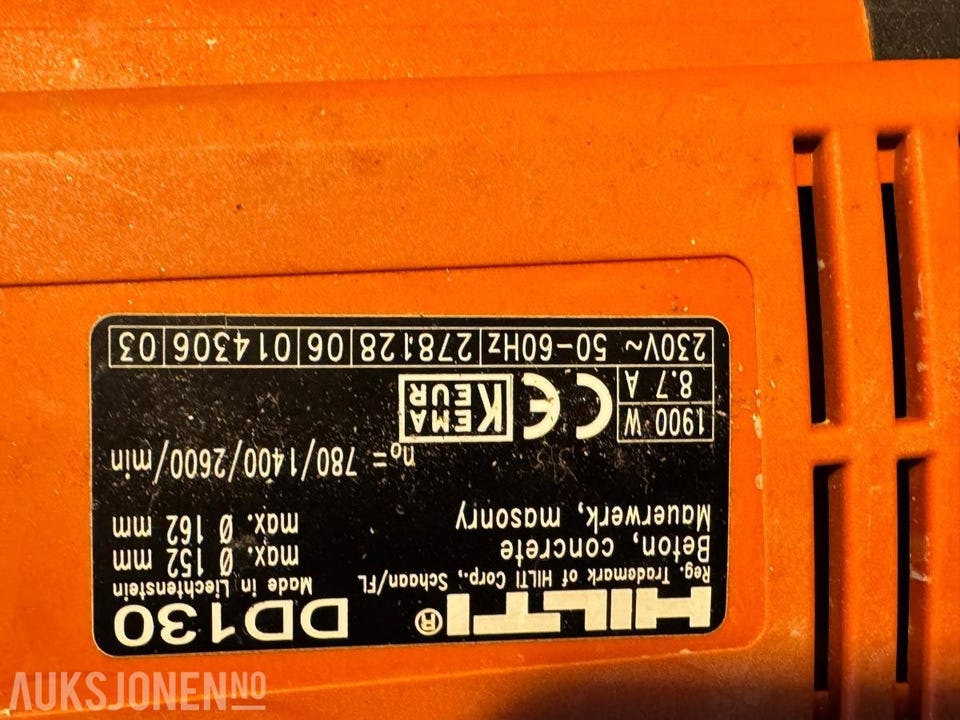 HILTI® DD130
Reg. Trademark of HILTI Corp., Schaan/FL Made in Liechtenstein
Beton, concrete max. Ø 152 mm
Mauerwerk, masonry max. Ø 162 mm
n₀= 780/1400/2600/min
1900 W CE KEMA KEUR
8.7 A
230V~ 50-60Hz 278128 06 014306 03
AUKSJONEN NO